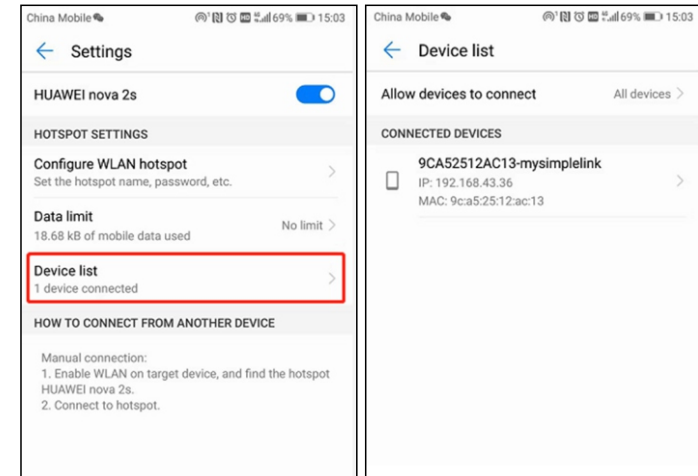 China Mobile 69% 15:03
Settings
HUAWEI nova 2s
HOTSPOT SETTINGS
Configure WLAN hotspot
Set the hotspot name, password, etc.
Data limit
18.68 kB of mobile data used
No limit
Device list
1 device connected
HOW TO CONNECT FROM ANOTHER DEVICE
Manual connection:
1. Enable WLAN on target device, and find the hotspot
HUAWEI nova 2s.
2. Connect to hotspot.
China Mobile 69% 15:03
Device list
Allow devices to connect
All devices
CONNECTED DEVICES
9CA52512AC13-mysimplelink
IP: 192.168.43.36
MAC: 9c:a5:25:12:ac:13